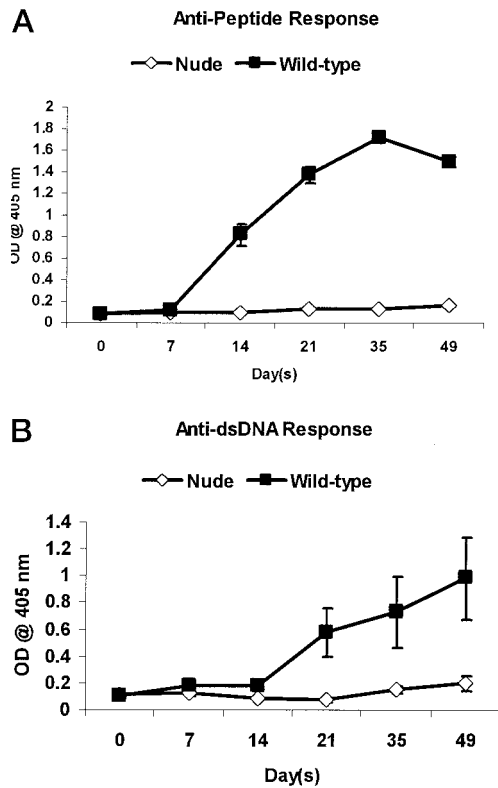 A
Anti-Peptide Response
Nude Wild-type
2
1.8
1.6
1.4
1.2
1
0.8
0.6
0.4
0.2
0
OD @ 405 nm
0 7 14 21 35 49
Day(s)
B
Anti-dsDNA Response
Nude Wild-type
1.4
1.2
1
0.8
0.6
0.4
0.2
0
OD @ 405 nm
0 7 14 21 35 49
Day(s)